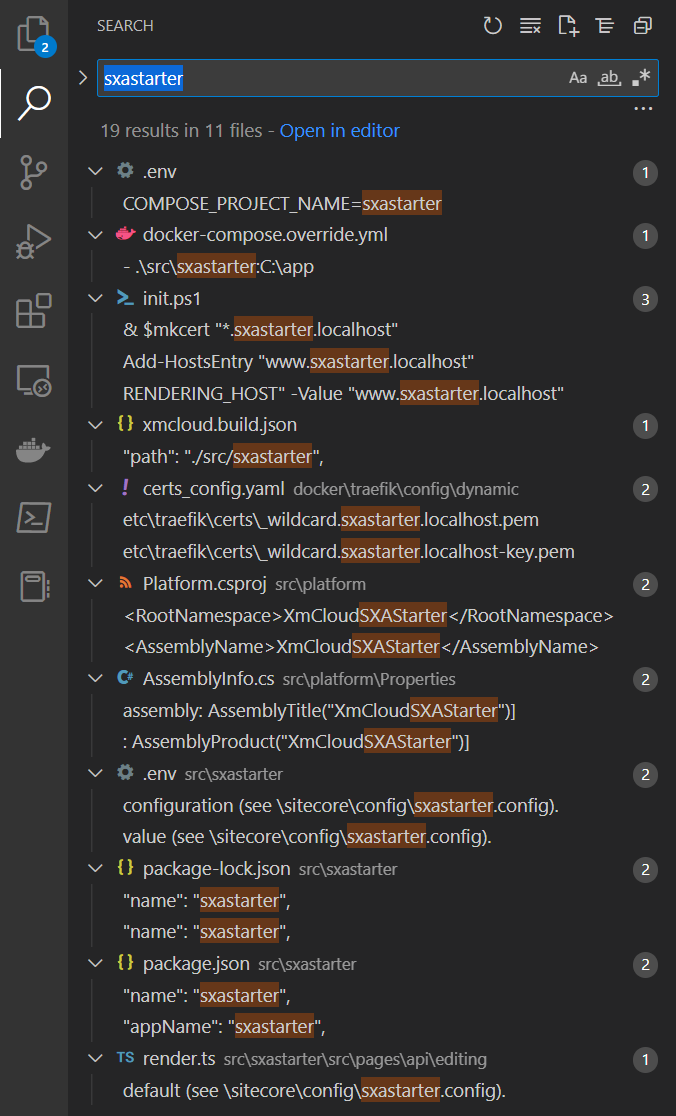 2
SEARCH
sxastarter Aa ab .*
...
19 results in 11 files - Open in editor
.env 1
COMPOSE_PROJECT_NAME=sxastarter
docker-compose.override.yml 1
- .\src\sxastarter:C:\app
init.ps1 3
& $mkcert "*.sxastarter.localhost"
Add-HostsEntry "www.sxastarter.localhost"
RENDERING_HOST" -Value "www.sxastarter.localhost"
{} xmcloud.build.json 1
"path": "./src/sxastarter",
! certs_config.yaml docker\traefik\config\dynamic 2
etc\traefik\certs\_wildcard.sxastarter.localhost.pem
etc\traefik\certs\_wildcard.sxastarter.localhost-key.pem
Platform.csproj src\platform 2
<RootNamespace>XmCloudSXAStarter</RootNamespace>
<AssemblyName>XmCloudSXAStarter</AssemblyName>
C# AssemblyInfo.cs src\platform\Properties 2
assembly: AssemblyTitle("XmCloudSXAStarter")]
: AssemblyProduct("XmCloudSXAStarter")]
.env src\sxastarter 2
configuration (see \sitecore\config\sxastarter.config).
value (see \sitecore\config\sxastarter.config).
{} package-lock.json src\sxastarter 2
"name": "sxastarter",
"name": "sxastarter",
{} package.json src\sxastarter 2
"name": "sxastarter",
"appName": "sxastarter",
TS render.ts src\sxastarter\src\pages\api\editing 1
default (see \sitecore\config\sxastarter.config).